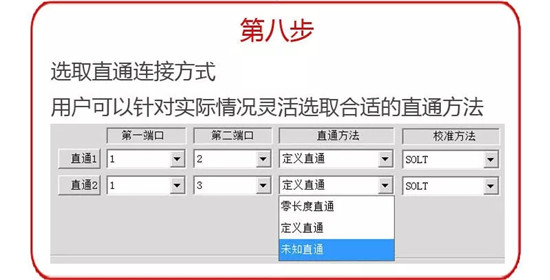 第八步
选取直通连接方式
用户可以针对实际情况灵活选取合适的直通方法
第一端口 第二端口 直通方法 校准方法
直通1 1 2 定义直通 SOLT
直通2 1 3 定义直通 SOLT
零长度直通
定义直通
未知直通